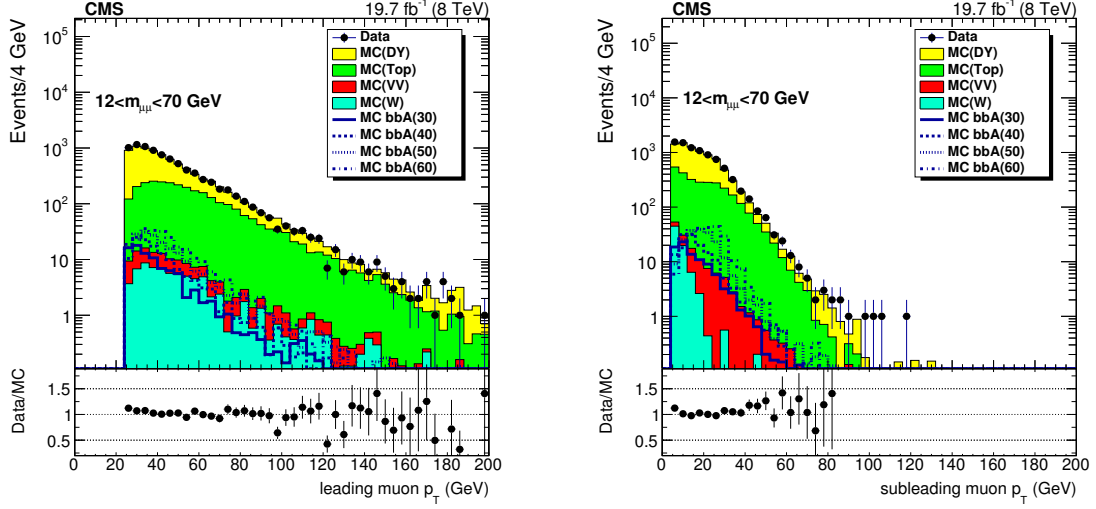 CMS 19.7 fb⁻¹ (8 TeV)
Events/4 GeV
10⁵
10⁴
10³
10²
10
1
12<m_μμ<70 GeV
Data
MC(DY)
MC(Top)
MC(VV)
MC(W)
MC bbA(30)
MC bbA(40)
MC bbA(50)
MC bbA(60)
Data/MC
1.5
1
0.5
0 20 40 60 80 100 120 140 160 180 200
leading muon p_T (GeV)
CMS 19.7 fb⁻¹ (8 TeV)
Events/4 GeV
10⁵
10⁴
10³
10²
10
1
12<m_μμ<70 GeV
Data
MC(DY)
MC(Top)
MC(VV)
MC(W)
MC bbA(30)
MC bbA(40)
MC bbA(50)
MC bbA(60)
Data/MC
1.5
1
0.5
0 20 40 60 80 100 120 140 160 180 200
subleading muon p_T (GeV)